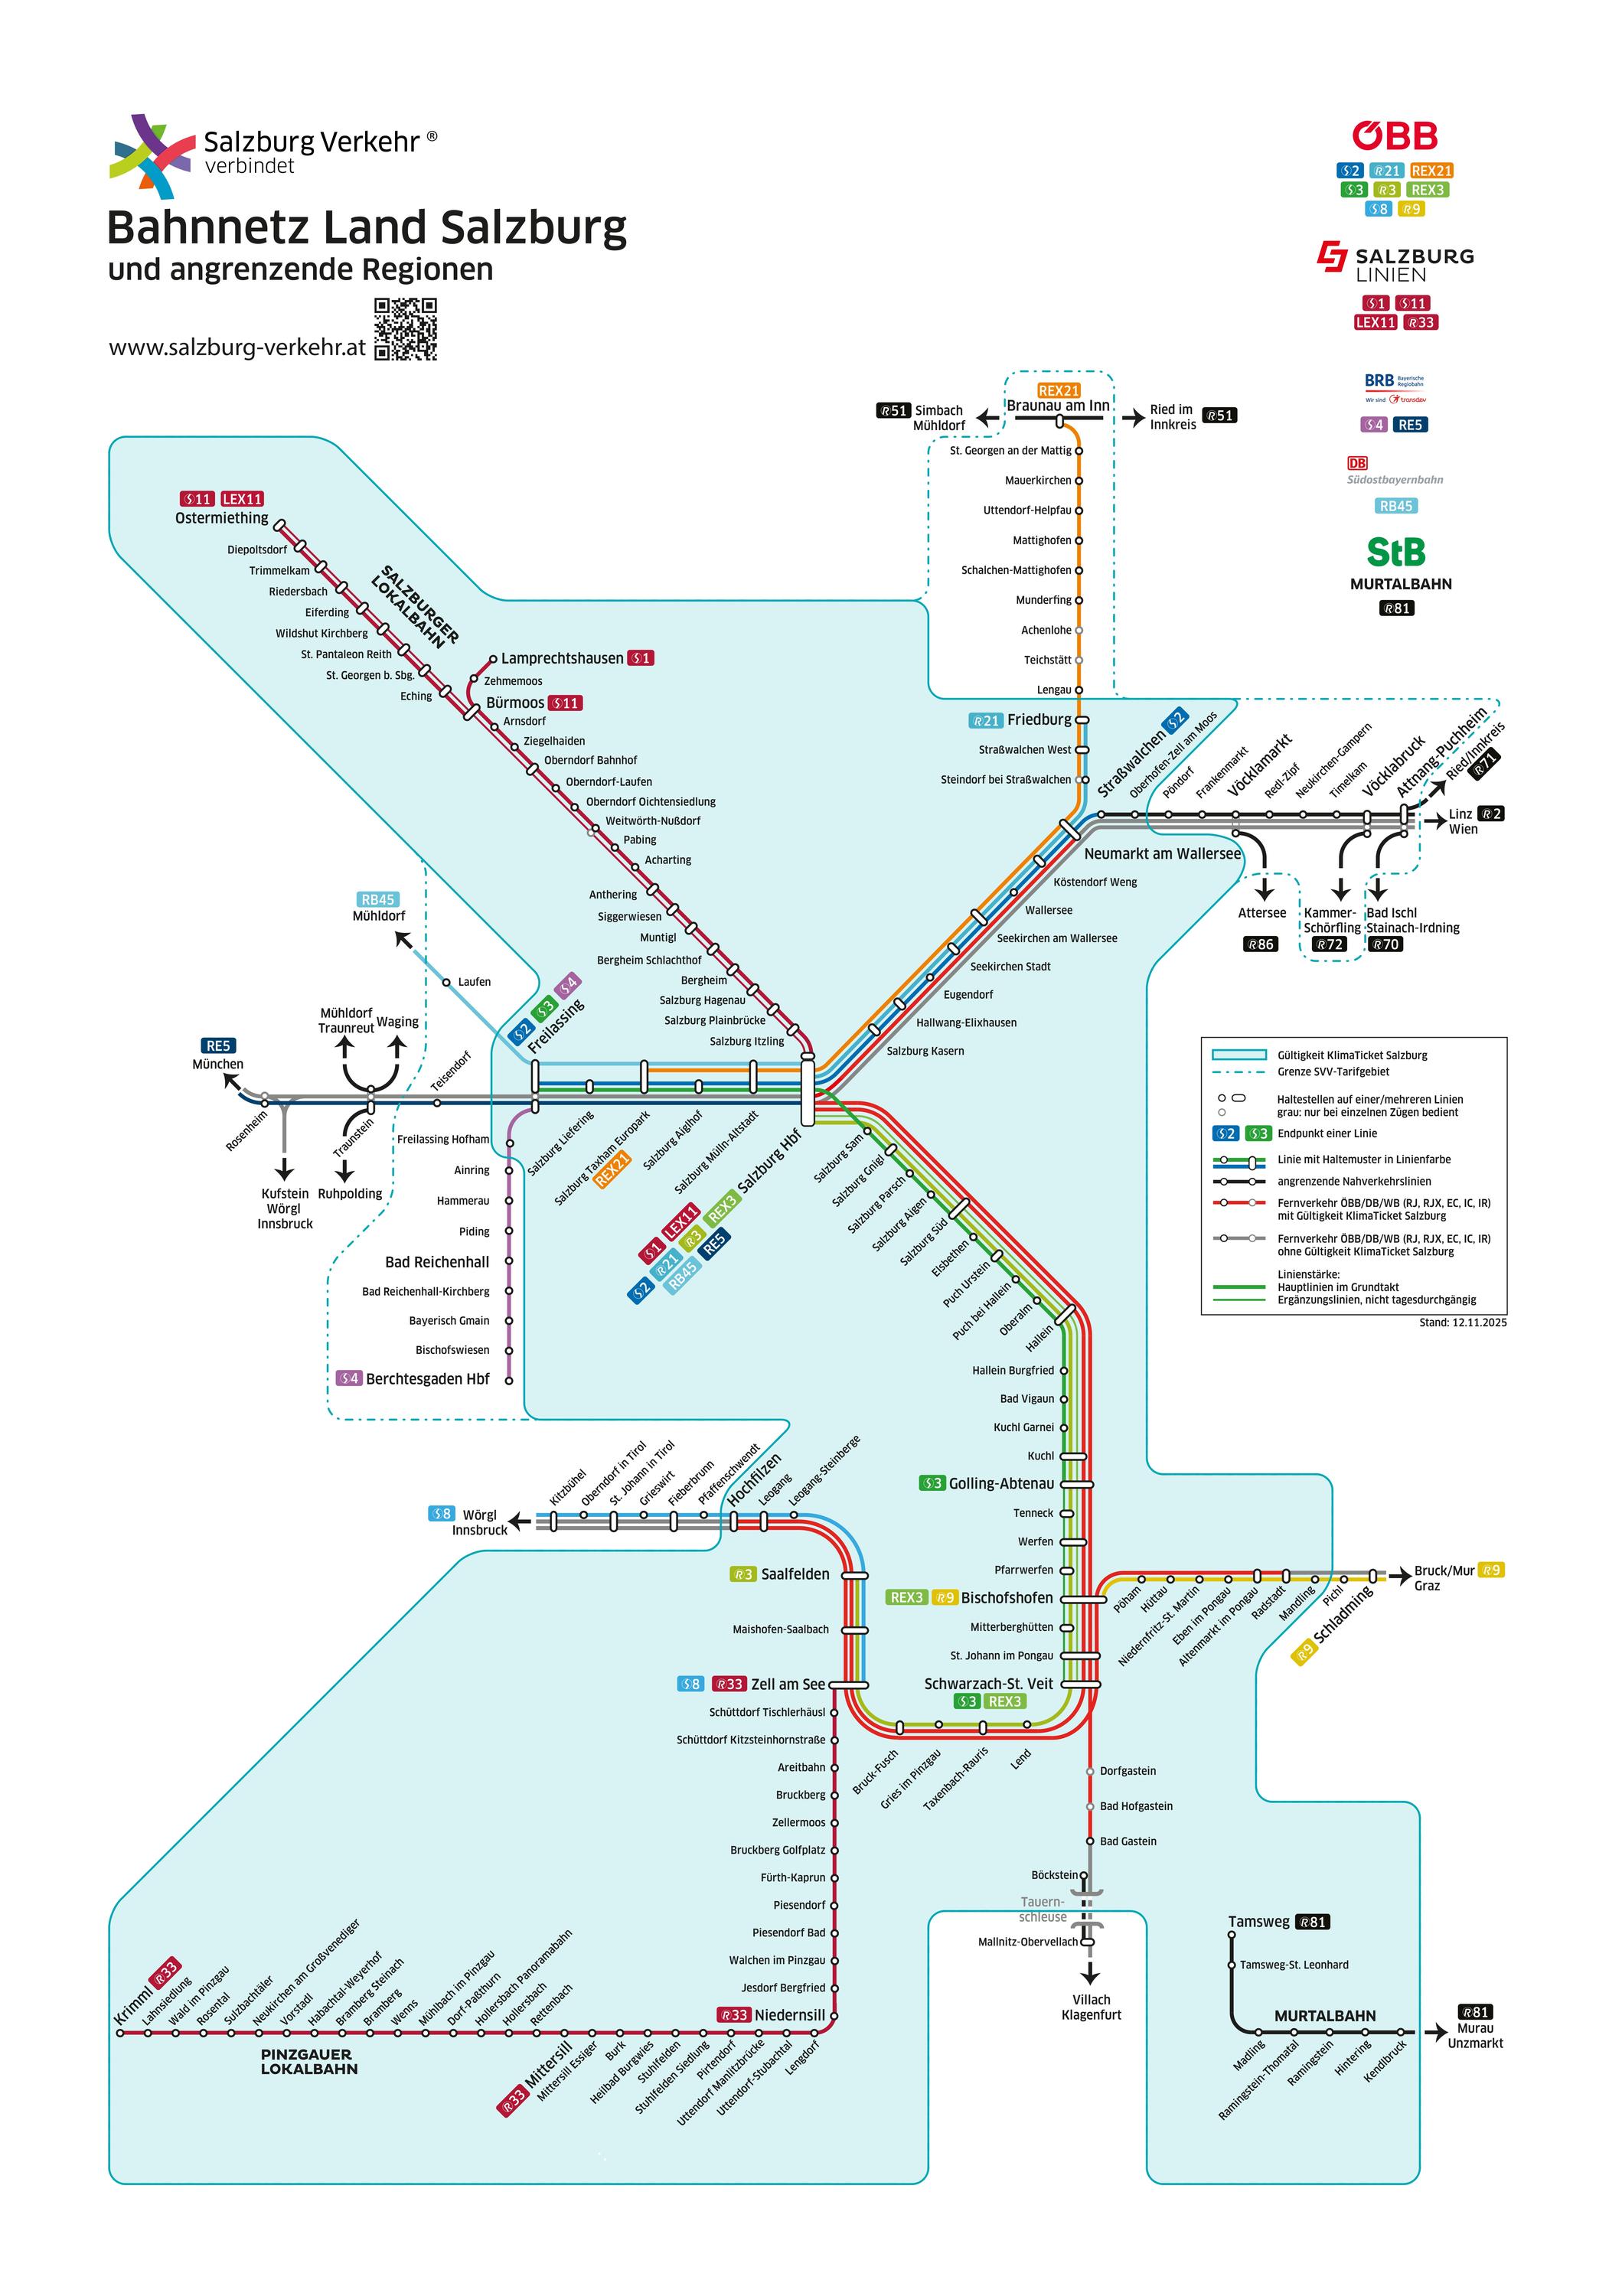 Salzburg Verkehr ®
verbindet
Bahnnetz Land Salzburg
und angrenzende Regionen
www.salzburg-verkehr.at
ÖBB
S2 R21 REX21
S3 R3 REX3
S8 R9
SALZBURG
LINIEN
S1 S11
LEX11 R33
BRB Bayerische
Regiobahn
Wir sind transdev
S4 RE5
DB
Südostbayernbahn
RB45
StB
MURTALBAHN
R81
REX21
Braunau am Inn
R51 Simbach
Mühldorf
Ried im
Innkreis
R51
St. Georgen an der Mattig
Mauerkirchen
Uttendorf-Helpfau
Mattighofen
Schalchen-Mattighofen
Munderfing
Achenlohe
Teichstätt
Lengau
R21 Friedburg
Straßwalchen West
Steindorf bei Straßwalchen
S11 LEX11
Ostermiething
Diepoltsdorf
Trimmelkam
Riedersbach
Eiferding
Wildshut Kirchberg
St. Pantaleon Reith
St. Georgen b. Sbg.
Eching
SALZBURGER
LOKALBAHN
Lamprechtshausen S1
Zehmemoos
Bürmoos S11
Arnsdorf
Ziegelhaiden
Oberndorf Bahnhof
Oberndorf-Laufen
Oberndorf Oichtensiedlung
Weitwörth-Nußdorf
Pabing
Acharting
Anthering
Siggerwiesen
Muntigl
Bergheim Schlachthof
Bergheim
Salzburg Hagenau
Salzburg Plainbrücke
Salzburg Itzling
Straßwalchen S2
Oberhofen-Zell am Moos
Pöndorf
Frankenmarkt
Vöcklamarkt
Redl-Zipf
Neukirchen-Gampern
Timelkam
Vöcklabruck
Attnang-Puchheim
Ried/Innkreis
R71
Linz R2
Wien
Attersee
R86
Kammer-
Schörfling
R72
Bad Ischl
Stainach-Irdning
R70
Neumarkt am Wallersee
Köstendorf Weng
Wallersee
Seekirchen am Wallersee
Seekirchen Stadt
Eugendorf
Hallwang-Elixhausen
Salzburg Kasern
RB45
Mühldorf
Laufen
S2 S3 S4
Freilassing
Mühldorf
Traunreut
Waging
RE5
München
Teisendorf
Rosenheim
Traunstein
Kufstein
Wörgl
Innsbruck
Ruhpolding
Freilassing Hofham
Ainring
Hammerau
Piding
Bad Reichenhall
Bad Reichenhall-Kirchberg
Bayerisch Gmain
Bischofswiesen
S4 Berchtesgaden Hbf
Salzburg Liefering
Salzburg Taxham Europark
REX21
Salzburg Aiglhof
Salzburg Mülln-Altstadt
Salzburg Hbf
S1 LEX11
R21 R3 REX3
S2 RB45 RE5
Salzburg Sam
Salzburg Gnigl
Salzburg Parsch
Salzburg Aigen
Salzburg Süd
Elsbethen
Puch Urstein
Puch bei Hallein
Oberalm
Hallein
Hallein Burgfried
Bad Vigaun
Kuchl Garnei
Kuchl
S3 Golling-Abtenau
Tenneck
Werfen
Pfarrwerfen
REX3 R9 Bischofshofen
Mitterberghütten
St. Johann im Pongau
Schwarzach-St. Veit
S3 REX3
Gültigkeit KlimaTicket Salzburg
Grenze SVV-Tarifgebiet
Haltestellen auf einer/mehreren Linien
grau: nur bei einzelnen Zügen bedient
S2 S3 Endpunkt einer Linie
Linie mit Haltemuster in Linienfarbe
angrenzende Nahverkehrslinien
Fernverkehr ÖBB/DB/WB (RJ, RJX, EC, IC, IR)
mit Gültigkeit KlimaTicket Salzburg
Fernverkehr ÖBB/DB/WB (RJ, RJX, EC, IC, IR)
ohne Gültigkeit KlimaTicket Salzburg
Linienstärke:
Hauptlinien im Grundtakt
Ergänzungslinien, nicht tagesdurchgängig
Stand: 12.11.2025
S8 Wörgl
Innsbruck
Kitzbühel
Oberndorf in Tirol
St. Johann in Tirol
Grieswirt
Fieberbrunn
Pfaffenschwendt
Hochfilzen
Leogang
Leogang-Steinberge
R3 Saalfelden
Maishofen-Saalbach
S8 R33 Zell am See
Pöham
Hüttau
Niedernfritz-St. Martin
Eben im Pongau
Altenmarkt im Pongau
Radstadt
Mandling
Pichl
R9 Schladming
Bruck/Mur R9
Graz
Bruck-Fusch
Gries im Pinzgau
Taxenbach-Rauris
Lend
Schüttdorf Tischlerhäusl
Schüttdorf Kitzsteinhornstraße
Areitbahn
Bruckberg
Zellermoos
Bruckberg Golfplatz
Fürth-Kaprun
Piesendorf
Piesendorf Bad
Walchen im Pinzgau
Jesdorf Bergfried
R33 Niedernsill
Dorfgastein
Bad Hofgastein
Bad Gastein
Böckstein
Tauern-
schleuse
Mallnitz-Obervellach
Villach
Klagenfurt
Krimml R33
Lahnsiedlung
Wald im Pinzgau
Rosental
Sulzbachtäler
Neukirchen am Großvenediger
Vorstadl
Habachtal-Weyerhof
Bramberg Steinach
Bramberg
Wenns
Mühlbach im Pinzgau
Dorf-Paßthurn
Hollersbach Panoramabahn
Hollersbach
Rettenbach
PINZGAUER
LOKALBAHN
R33 Mittersill
Mittersill Essiger
Burk
Heilbad Burgwies
Stuhlfelden
Stuhlfelden Siedlung
Pirtendorf
Uttendorf Manlitzbrücke
Uttendorf-Stubachtal
Lengdorf
Tamsweg R81
Tamsweg-St. Leonhard
MURTALBAHN
Madling
Ramingstein-Thomatal
Ramingstein
Hintering
Kendlbruck
R81
Murau
Unzmarkt